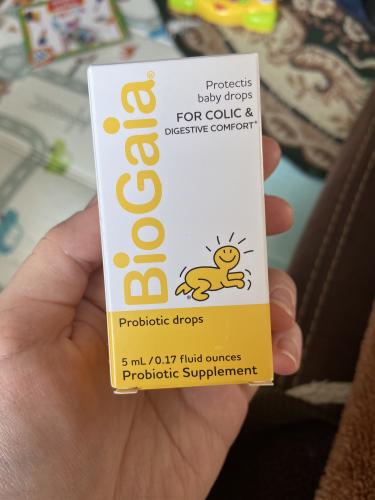 BioGaia®
Protectis
baby drops
FOR COLIC &
DIGESTIVE COMFORT*
Probiotic drops
5 mL / 0.17 fluid ounces
Probiotic Supplement